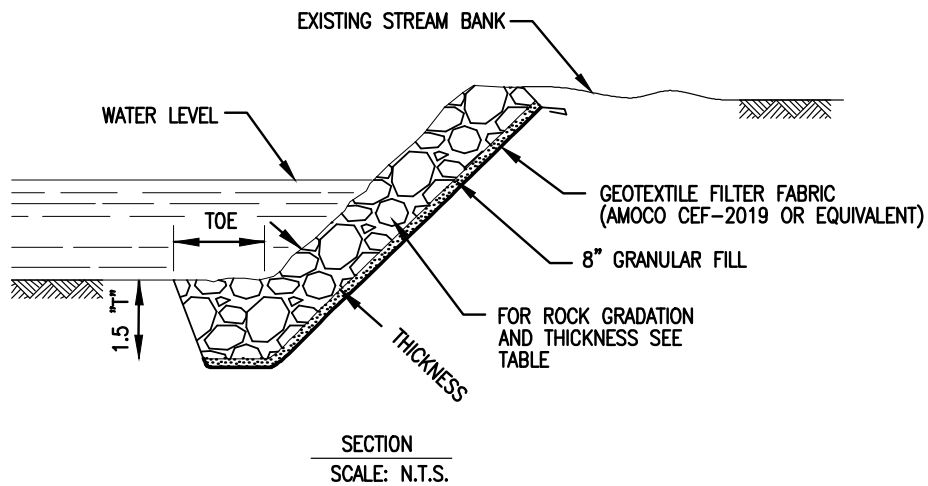 EXISTING STREAM BANK
WATER LEVEL
TOE
GEOTEXTILE FILTER FABRIC
(AMOCO CEF-2019 OR EQUIVALENT)
8" GRANULAR FILL
1.5 "T"
FOR ROCK GRADATION
AND THICKNESS SEE
TABLE
THICKNESS
SECTION
SCALE: N.T.S.